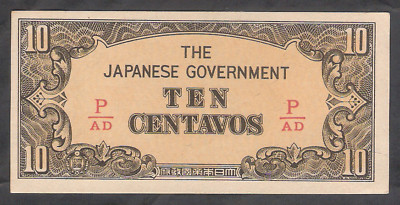 10 10
THE
JAPANESE GOVERNMENT
P TEN P
AD CENTAVOS AD
10 大日本帝國政府 10